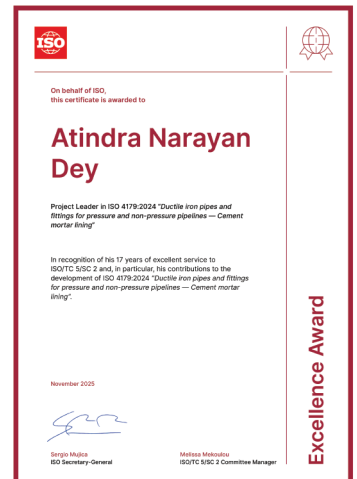 ISO
On behalf of ISO,
this certificate is awarded to
Atindra Narayan
Dey
Project Leader in ISO 4179:2024 "Ductile iron pipes and
fittings for pressure and non-pressure pipelines — Cement
mortar lining"
In recognition of his 17 years of excellent service to
ISO/TC 5/SC 2 and, in particular, his contributions to the
development of ISO 4179:2024 "Ductile iron pipes and fittings
for pressure and non-pressure pipelines — Cement mortar
lining".
November 2025
Sergio Mujica
ISO Secretary-General
Melissa Mekoulou
ISO/TC 5/SC 2 Committee Manager
Excellence Award